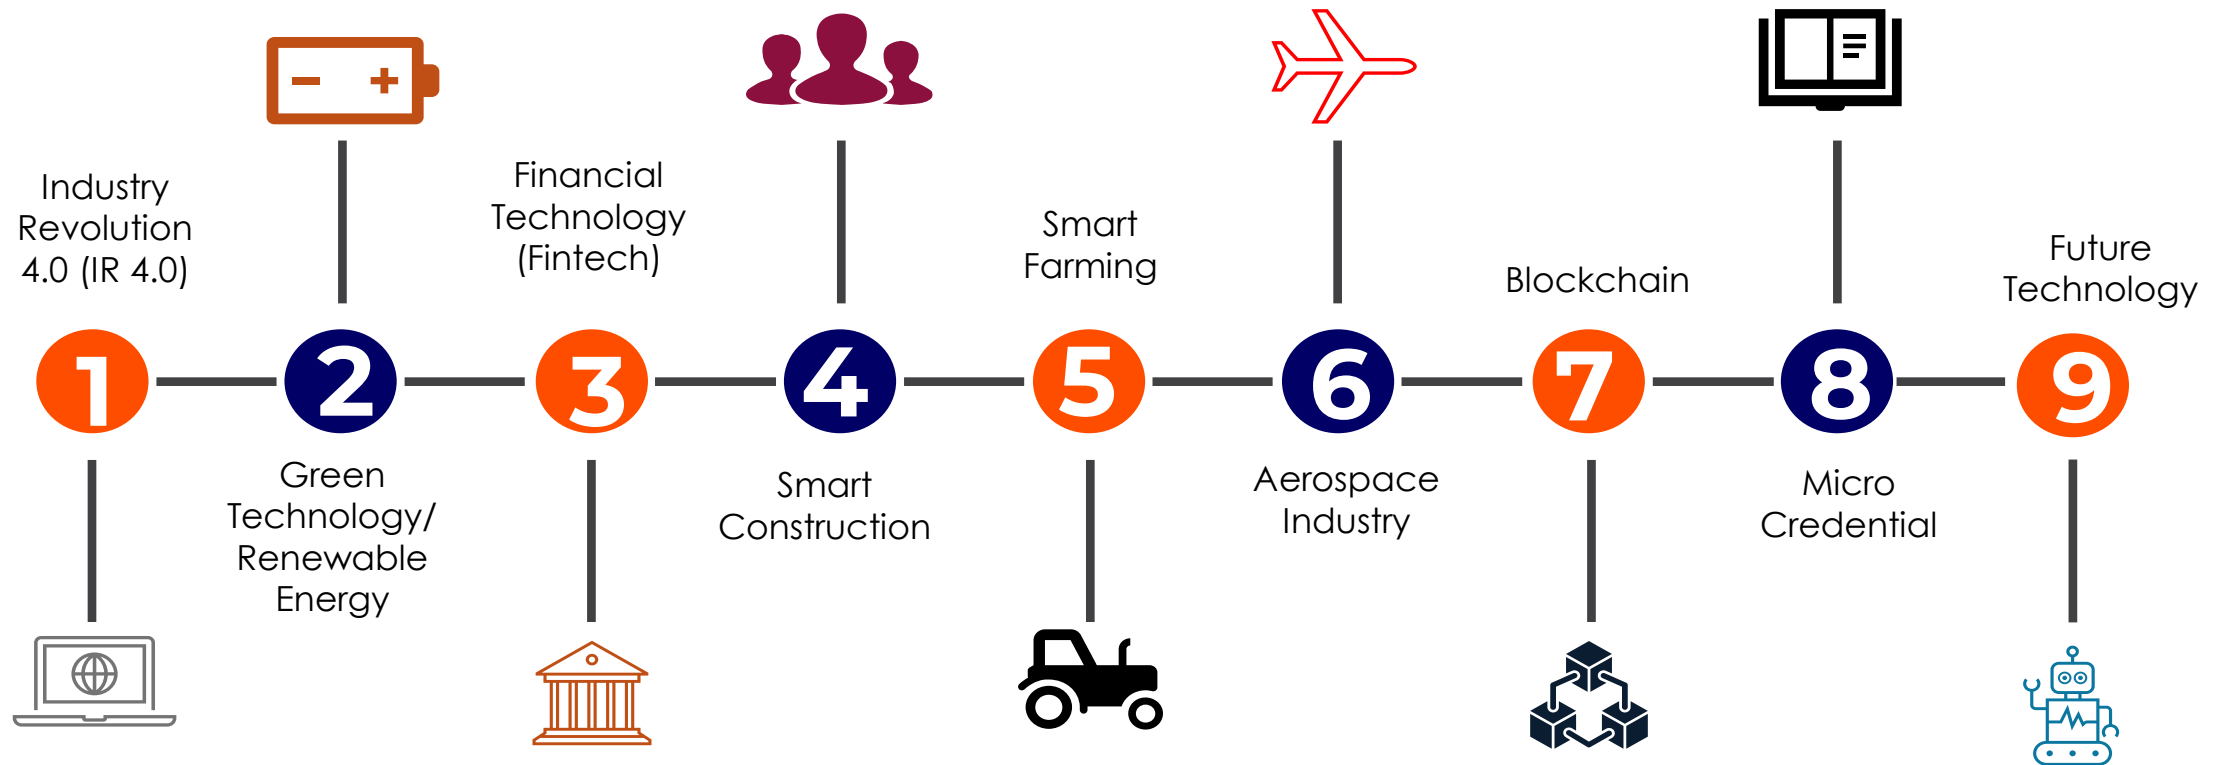 Industry
Revolution
4.0 (IR 4.0)
1
2
Green
Technology/
Renewable
Energy
Financial
Technology
(Fintech)
3
4
Smart
Construction
Smart
Farming
5
6
Aerospace
Industry
Blockchain
7
8
Micro
Credential
Future
Technology
9